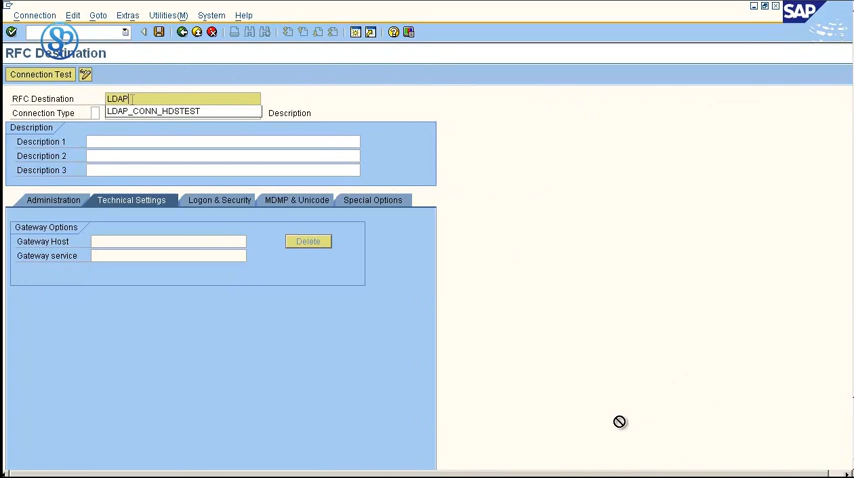 Connection Edit Goto Extras Utilities(M) System Help
SAP
RFC Destination
Connection Test
RFC Destination LDAP
LDAP_CONN_HDSTEST
Connection Type Description
Description
Description 1
Description 2
Description 3
Administration Technical Settings Logon & Security MDMP & Unicode Special Options
Gateway Options
Gateway Host Delete
Gateway service